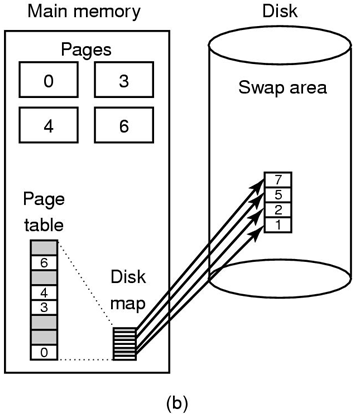 Main memory
Disk
Pages
0 3
4 6
Swap area
7
5
2
1
Page
table
6
4
3
0
Disk
map
(b)